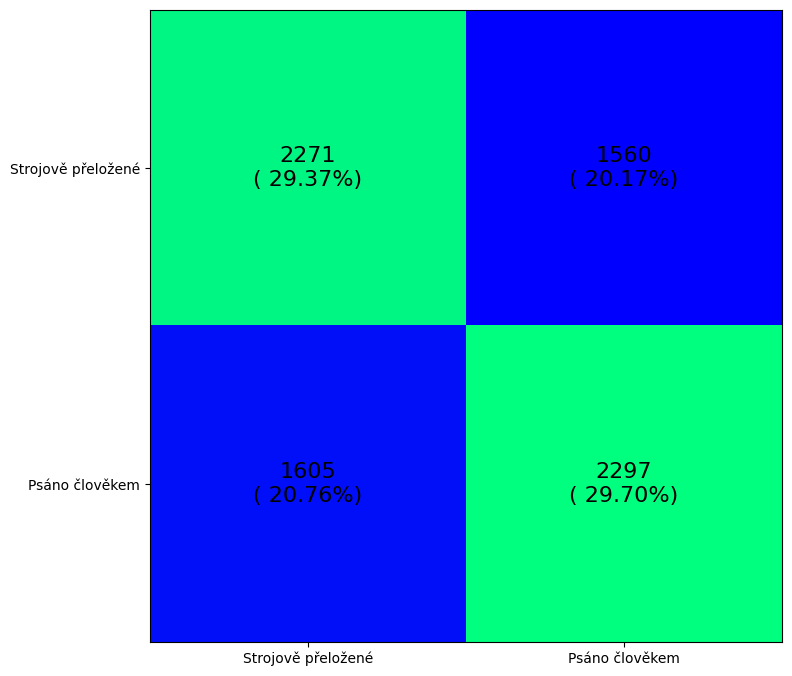 Strojově přeložené
2271
( 29.37%)
1560
( 20.17%)
Psáno člověkem
1605
( 20.76%)
2297
( 29.70%)
Strojově přeložené
Psáno člověkem